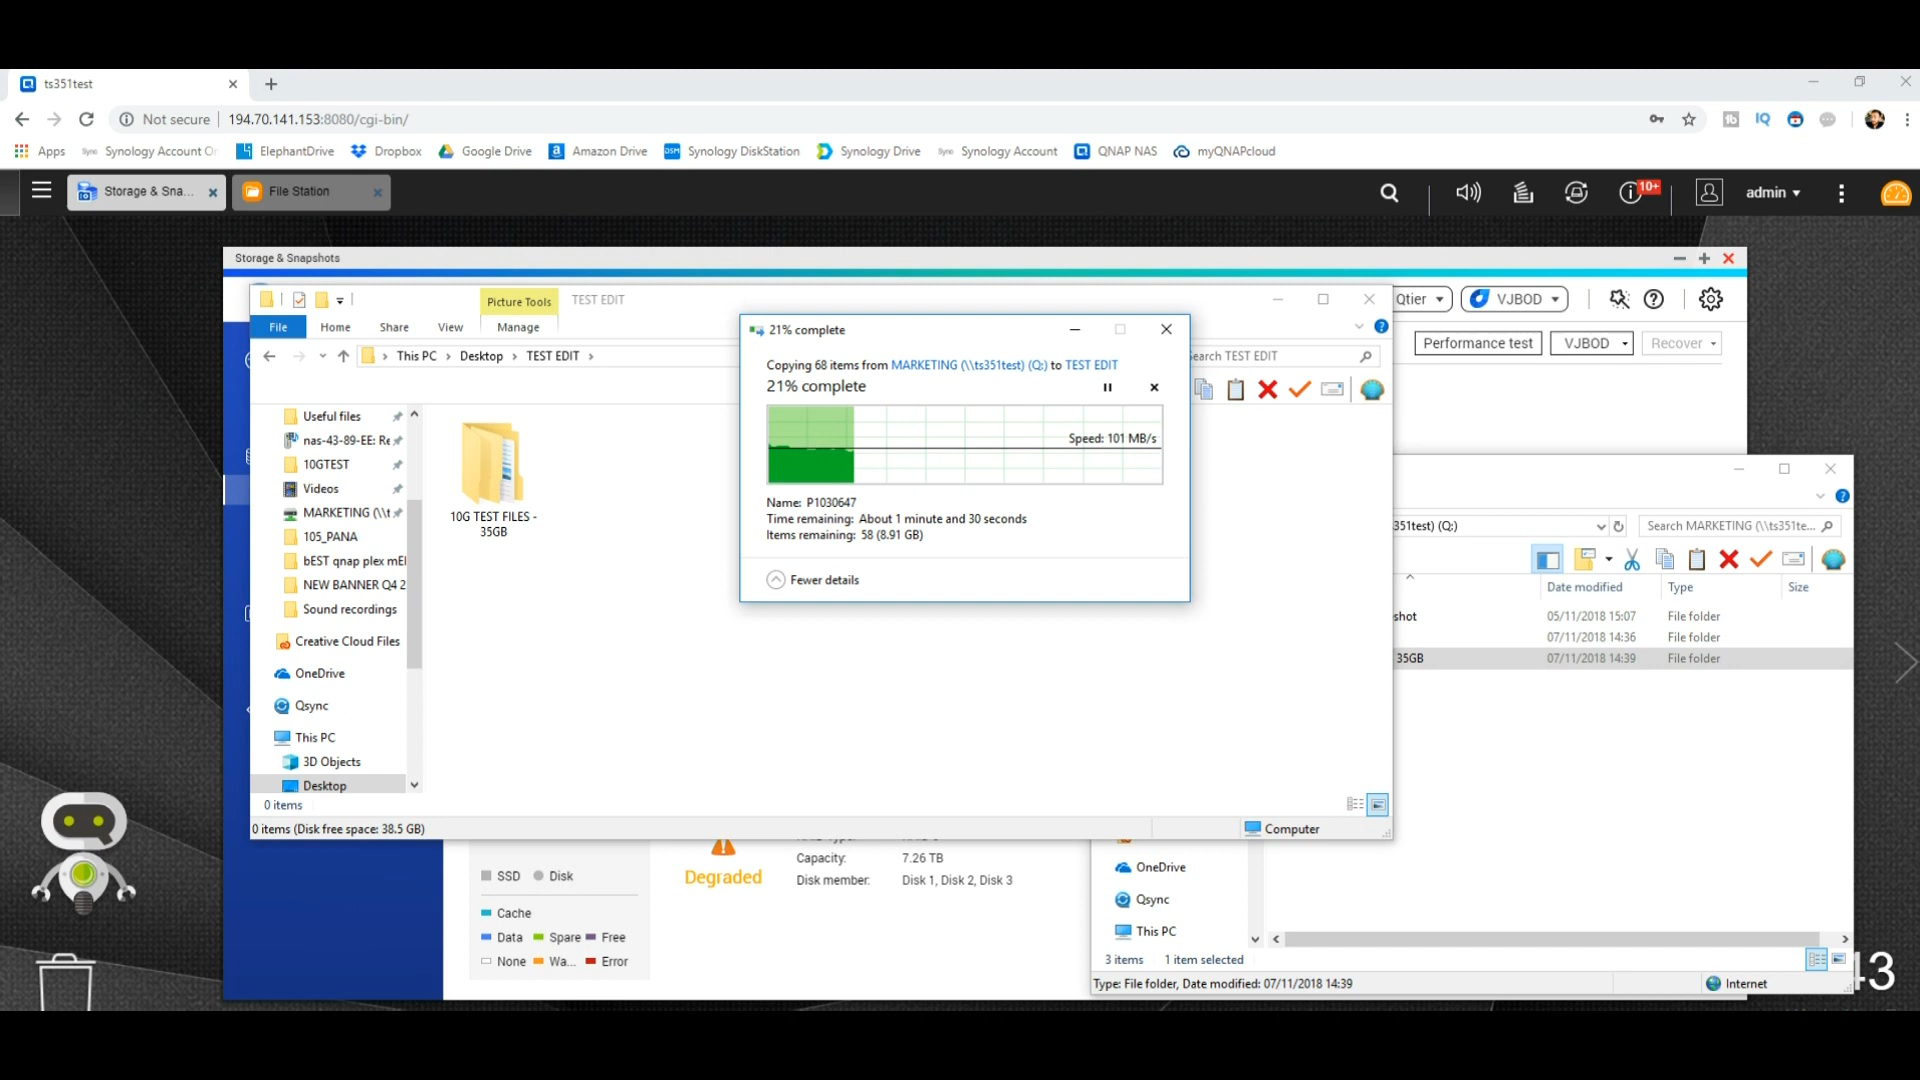 ts351test
Not secure
194.70.141.153:8080/cgi-bin/
Apps
Synology Account Or
ElephantDrive
Dropbox
Google Drive
Amazon Drive
Synology DiskStation
Synology Drive
Synology Account
QNAP NAS
myQNAPcloud
Storage & Sna...
File Station
10+
admin
Storage & Snapshots
Picture Tools
TEST EDIT
Qtier
VJBOD
File
Home
Share
View
Manage
Performance test
VJBOD
Recover
This PC
Desktop
TEST EDIT
earch TEST EDIT
21% complete
Copying 68 items from MARKETING (\\ts351test) (Q:) to TEST EDIT
21% complete
Speed: 101 MB/s
Name: P1030647
Time remaining: About 1 minute and 30 seconds
Items remaining: 58 (8.91 GB)
Fewer details
Useful files
nas-43-89-EE: Re
10GTEST
Videos
MARKETING (\\t
105_PANA
bEST qnap plex mEl
NEW BANNER Q4 2
Sound recordings
Creative Cloud Files
OneDrive
Qsync
This PC
3D Objects
Desktop
10G TEST FILES -
35GB
0 items
0 items (Disk free space: 38.5 GB)
Computer
351test) (Q:)
Search MARKETING (\\ts351te...
Date modified
Type
Size
shot
05/11/2018 15:07
File folder
07/11/2018 14:36
File folder
35GB
07/11/2018 14:39
File folder
SSD
Disk
Cache
Data
Spare
Free
None
Wa...
Error
Degraded
Capacity:
7.26 TB
Disk member:
Disk 1, Disk 2, Disk 3
OneDrive
Qsync
This PC
3 items
1 item selected
Type: File folder, Date modified: 07/11/2018 14:39
Internet
43